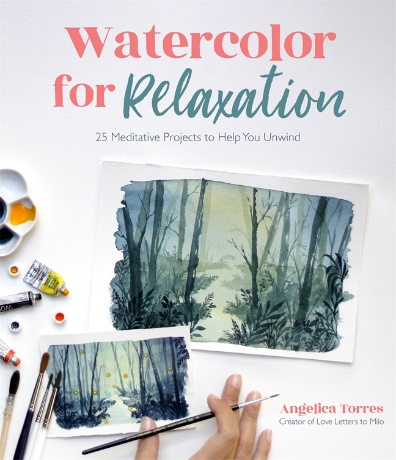 Watercolor
for Relaxation
25 Meditative Projects to Help You Unwind
Angelica Torres
Creator of Love Letters to Milo